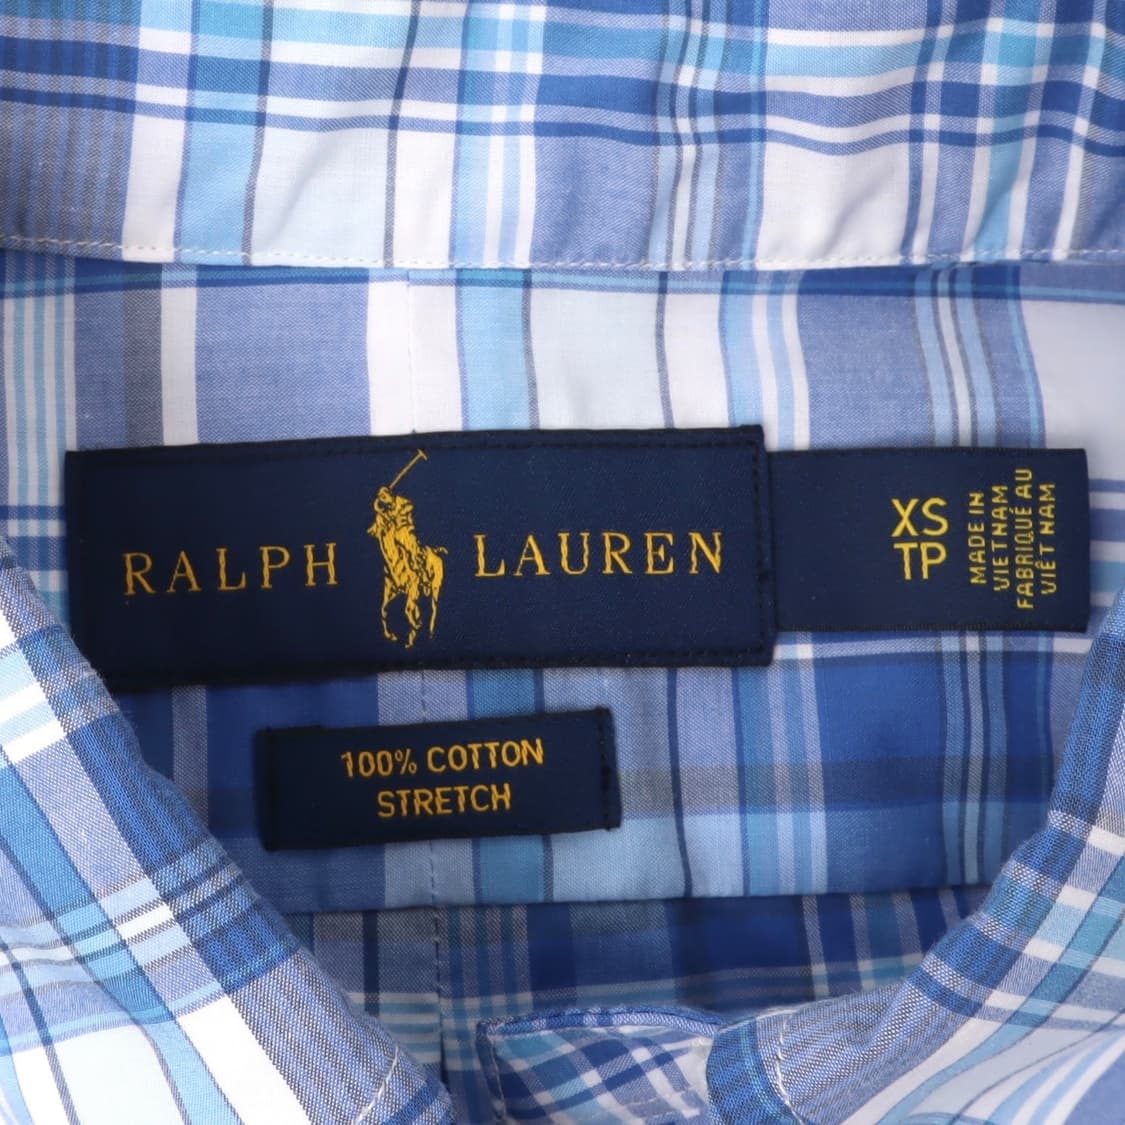 RALPH LAUREN
XS
TP
MADE IN
VIETNAM
FABRIQUÉ AU
VIÊT NAM
100% COTTON
STRETCH